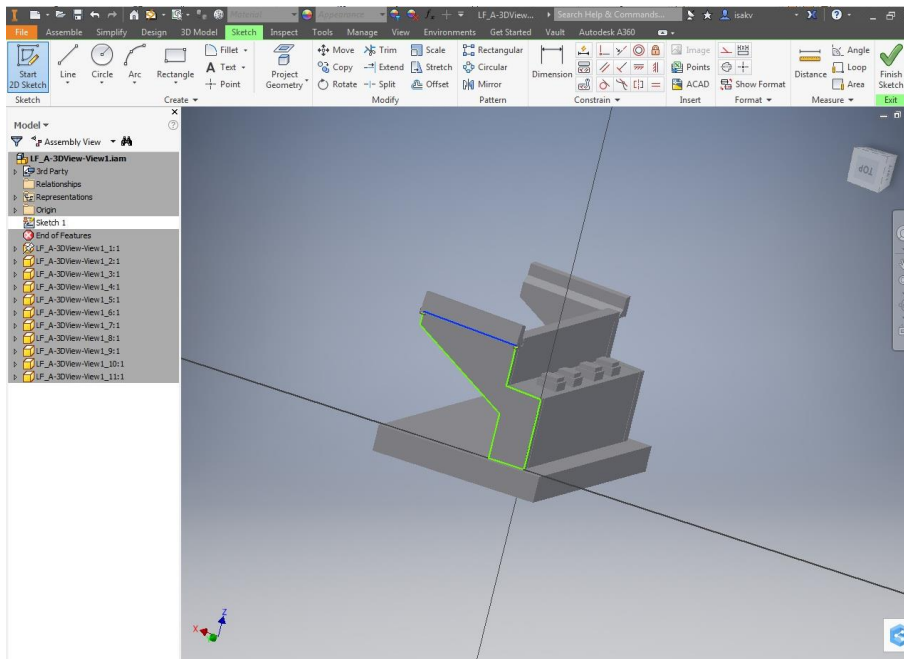 LF_A-3DView... Search Help & Commands... isakv
File Assemble Simplify Design 3D Model Sketch Inspect Tools Manage View Environments Get Started Vault Autodesk A360
Fillet Move Trim Scale Rectangular Image Angle
Text Copy Extend Stretch Circular Points Loop
Start 2D Sketch Line Circle Arc Rectangle Point Project Geometry Rotate Split Offset Mirror Dimension ACAD Show Format Distance Area Finish Sketch
Sketch Create Modify Pattern Constrain Insert Format Measure Exit
Model
Assembly View
LF_A-3DView-View1.iam
3rd Party
Relationships
Representations
Origin
Sketch 1
End of Features
LF_A-3DView-View1_1:1
LF_A-3DView-View1_2:1
LF_A-3DView-View1_3:1
LF_A-3DView-View1_4:1
LF_A-3DView-View1_5:1
LF_A-3DView-View1_6:1
LF_A-3DView-View1_7:1
LF_A-3DView-View1_8:1
LF_A-3DView-View1_9:1
LF_A-3DView-View1_10:1
LF_A-3DView-View1_11:1
TOP
Z
X